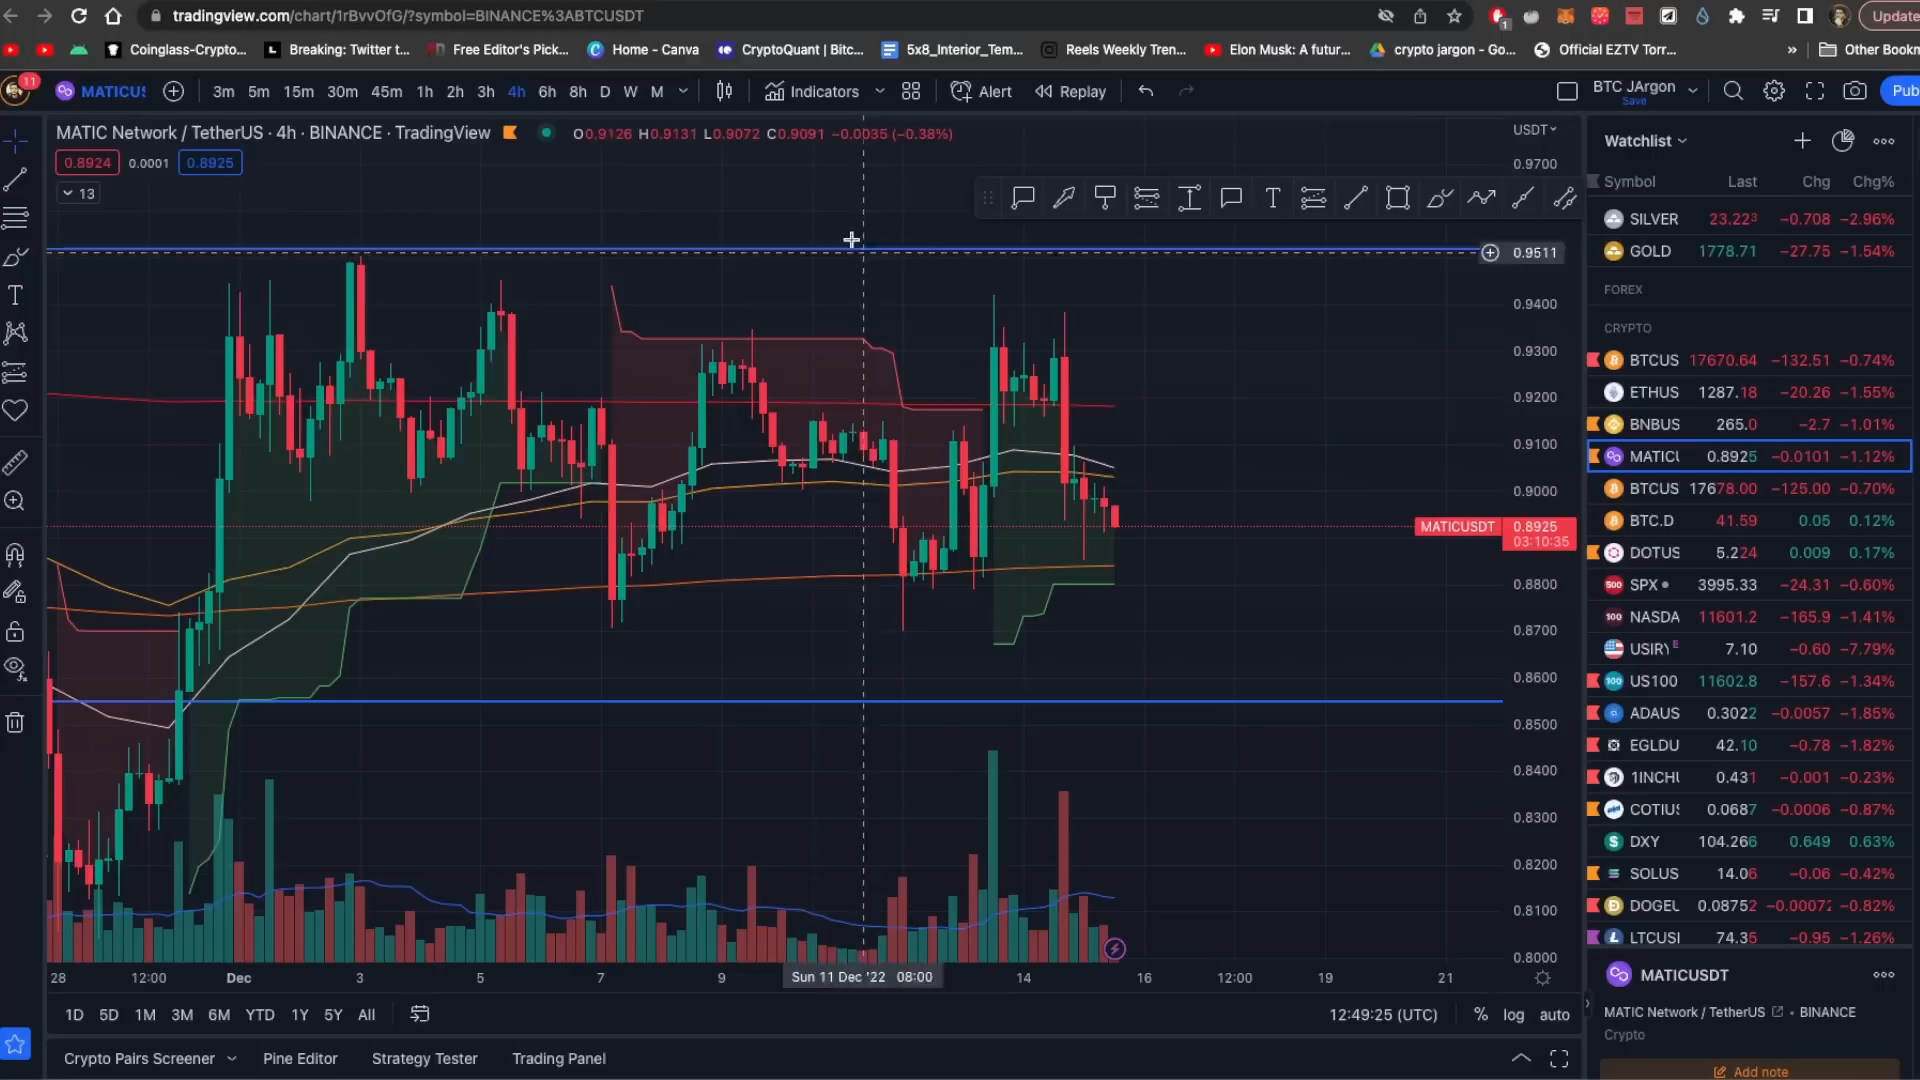 tradingview.com/chart/1rBvvOfG/?symbol=BINANCE%3ABTCUSDT
1
Update
Coinglass-Crypto...
Breaking: Twitter t...
Free Editor's Pick...
Home - Canva
CryptoQuant | Bitc...
5x8_Interior_Tem...
Reels Weekly Tren...
Elon Musk: A futur...
crypto jargon - Go...
Official EZTV Torr...
»
Other Bookm
11
MATICUS
3m 5m 15m 30m 45m 1h 2h 3h 4h 6h 8h D W M
Indicators
Alert
Replay
BTC JArgon
Save
Pub
MATIC Network / TetherUS · 4h · BINANCE · TradingView
O0.9126 H0.9131 L0.9072 C0.9091 −0.0035 (−0.38%)
0.8924 0.0001 0.8925
13
USDT
0.9700
0.9511
0.9400
0.9300
0.9200
0.9100
0.9000
MATICUSDT 0.8925
03:10:35
0.8800
0.8700
0.8600
0.8500
0.8400
0.8300
0.8200
0.8100
0.8000
28 12:00 Dec 3 5 7 9 Sun 11 Dec '22 08:00 14 16 12:00 19 21
1D 5D 1M 3M 6M YTD 1Y 5Y All
12:49:25 (UTC) % log auto
Crypto Pairs Screener
Pine Editor
Strategy Tester
Trading Panel
Watchlist
Symbol Last Chg Chg%
SILVER 23.223 −0.708 −2.96%
GOLD 1778.71 −27.75 −1.54%
FOREX
CRYPTO
BTCUS 17670.64 −132.51 −0.74%
ETHUS 1287.18 −20.26 −1.55%
BNBUS 265.0 −2.7 −1.01%
MATICU 0.8925 −0.0101 −1.12%
BTCUS 17678.00 −125.00 −0.70%
BTC.D 41.59 0.05 0.12%
DOTUS 5.224 0.009 0.17%
SPX 3995.33 −24.31 −0.60%
NASDA 11601.2 −165.9 −1.41%
USIRY E 7.10 −0.60 −7.79%
US100 11602.8 −157.6 −1.34%
ADAUS 0.3022 −0.0057 −1.85%
EGLDU 42.10 −0.78 −1.82%
1INCHU 0.431 −0.001 −0.23%
COTIUS 0.0687 −0.0006 −0.87%
DXY 104.266 0.649 0.63%
SOLUS 14.06 −0.06 −0.42%
DOGEU 0.08752 −0.00072 −0.82%
LTCUSI 74.35 −0.95 −1.26%
MATICUSDT
MATIC Network / TetherUS • BINANCE
Crypto
Add note